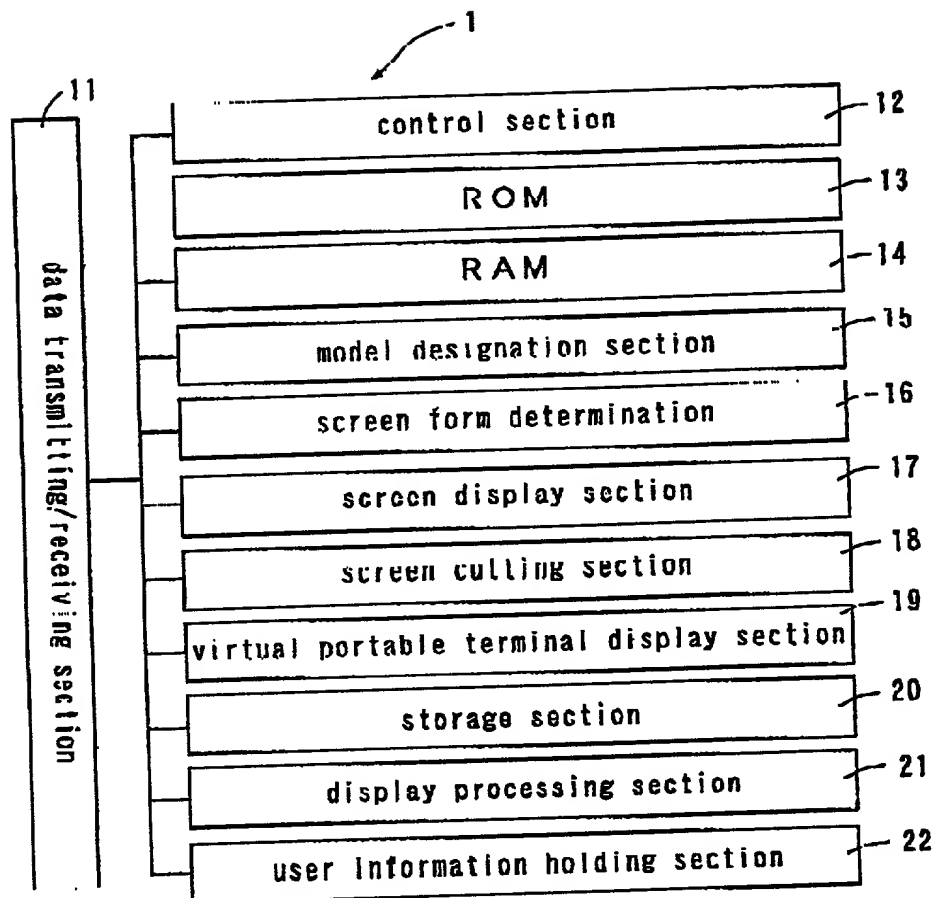 1
11
data transmitting/receiving section
control section
12
ROM
13
RAM
14
model designation section
15
screen form determination
16
screen display section
17
screen cutting section
18
virtual portable terminal display section
19
storage section
20
display processing section
21
user information holding section
22